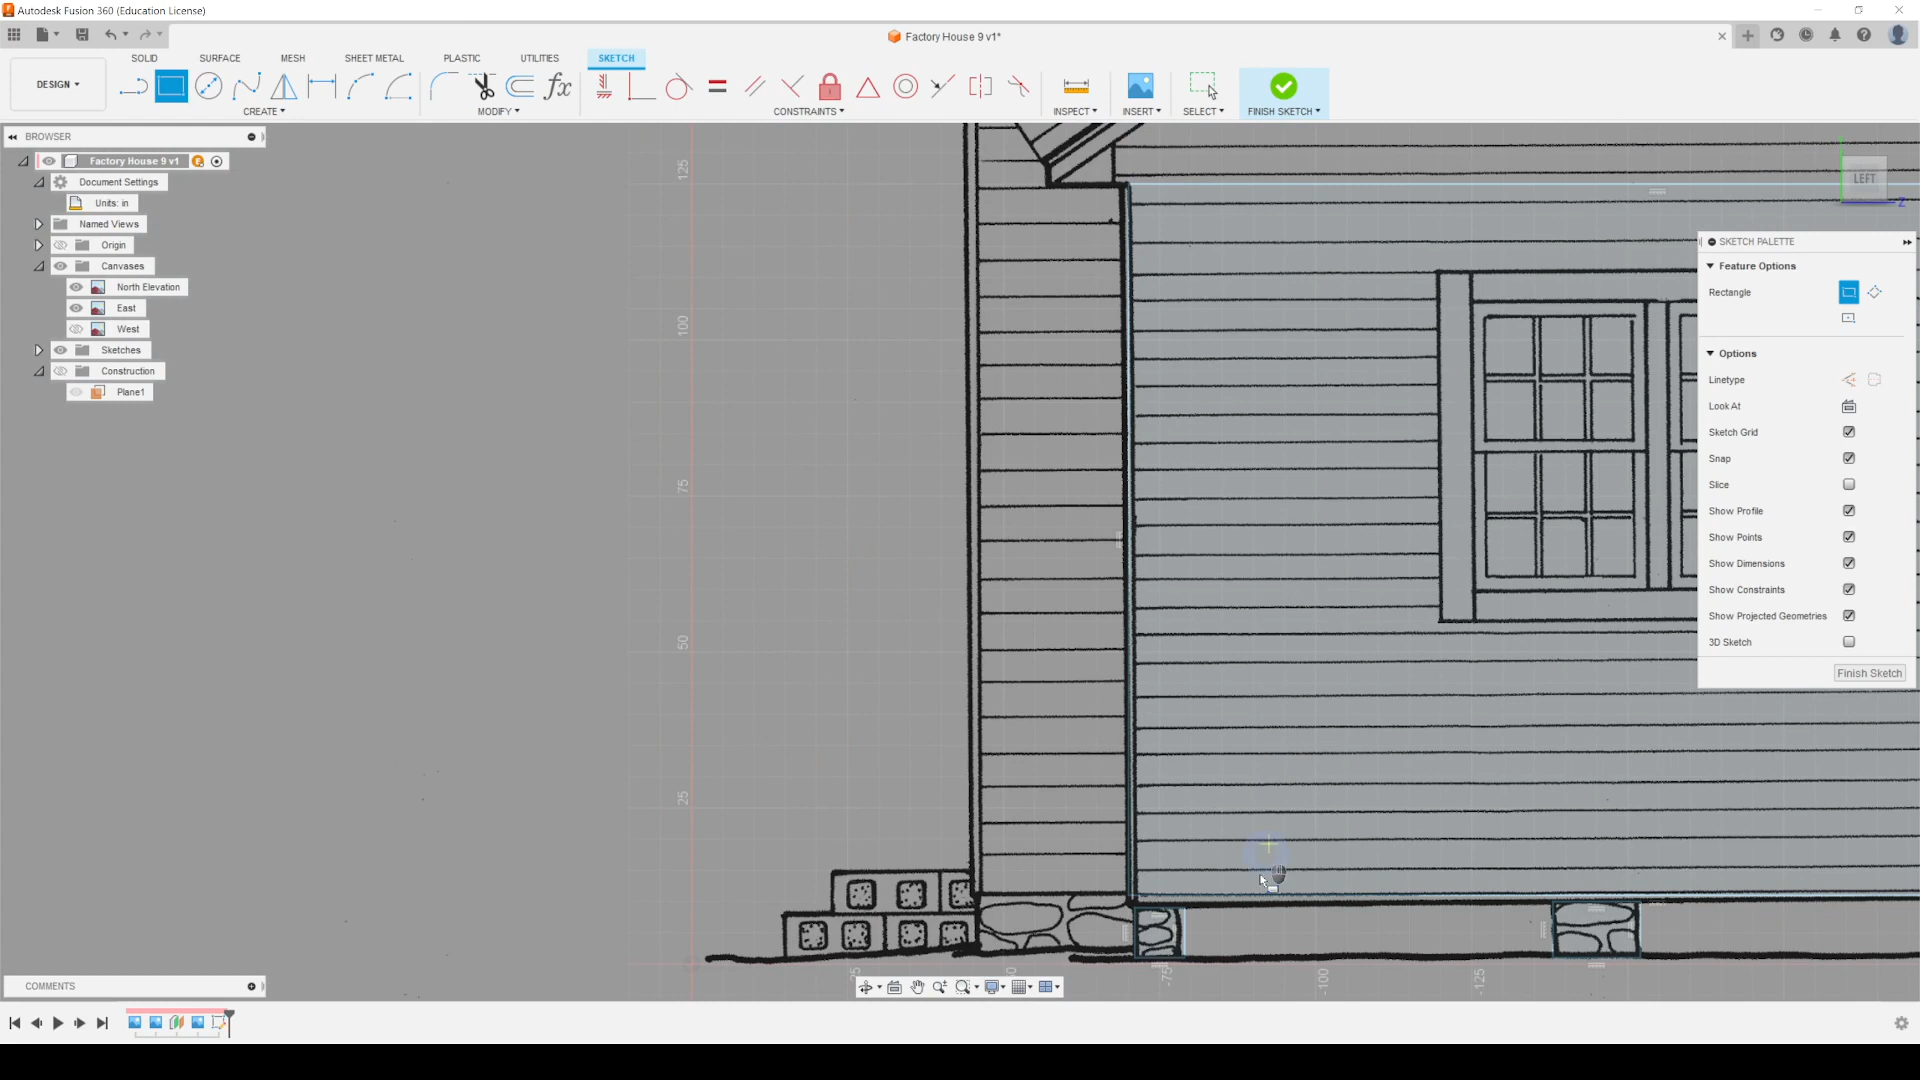 Autodesk Fusion 360 (Education License)
Factory House 9 v1*
DESIGN
SOLID
SURFACE
MESH
SHEET METAL
PLASTIC
UTILITIES
SKETCH
fx
CREATE
MODIFY
CONSTRAINTS
INSPECT
INSERT
SELECT
FINISH SKETCH
BROWSER
Factory House 9 v1
Document Settings
Units: in
Named Views
Origin
Canvases
North Elevation
East
West
Sketches
Construction
Plane1
125
100
75
50
25
25
50
-75
-100
-125
LEFT
Z
SKETCH PALETTE
Feature Options
Rectangle
Options
Linetype
Look At
Sketch Grid
Snap
Slice
Show Profile
Show Points
Show Dimensions
Show Constraints
Show Projected Geometries
3D Sketch
Finish Sketch
COMMENTS